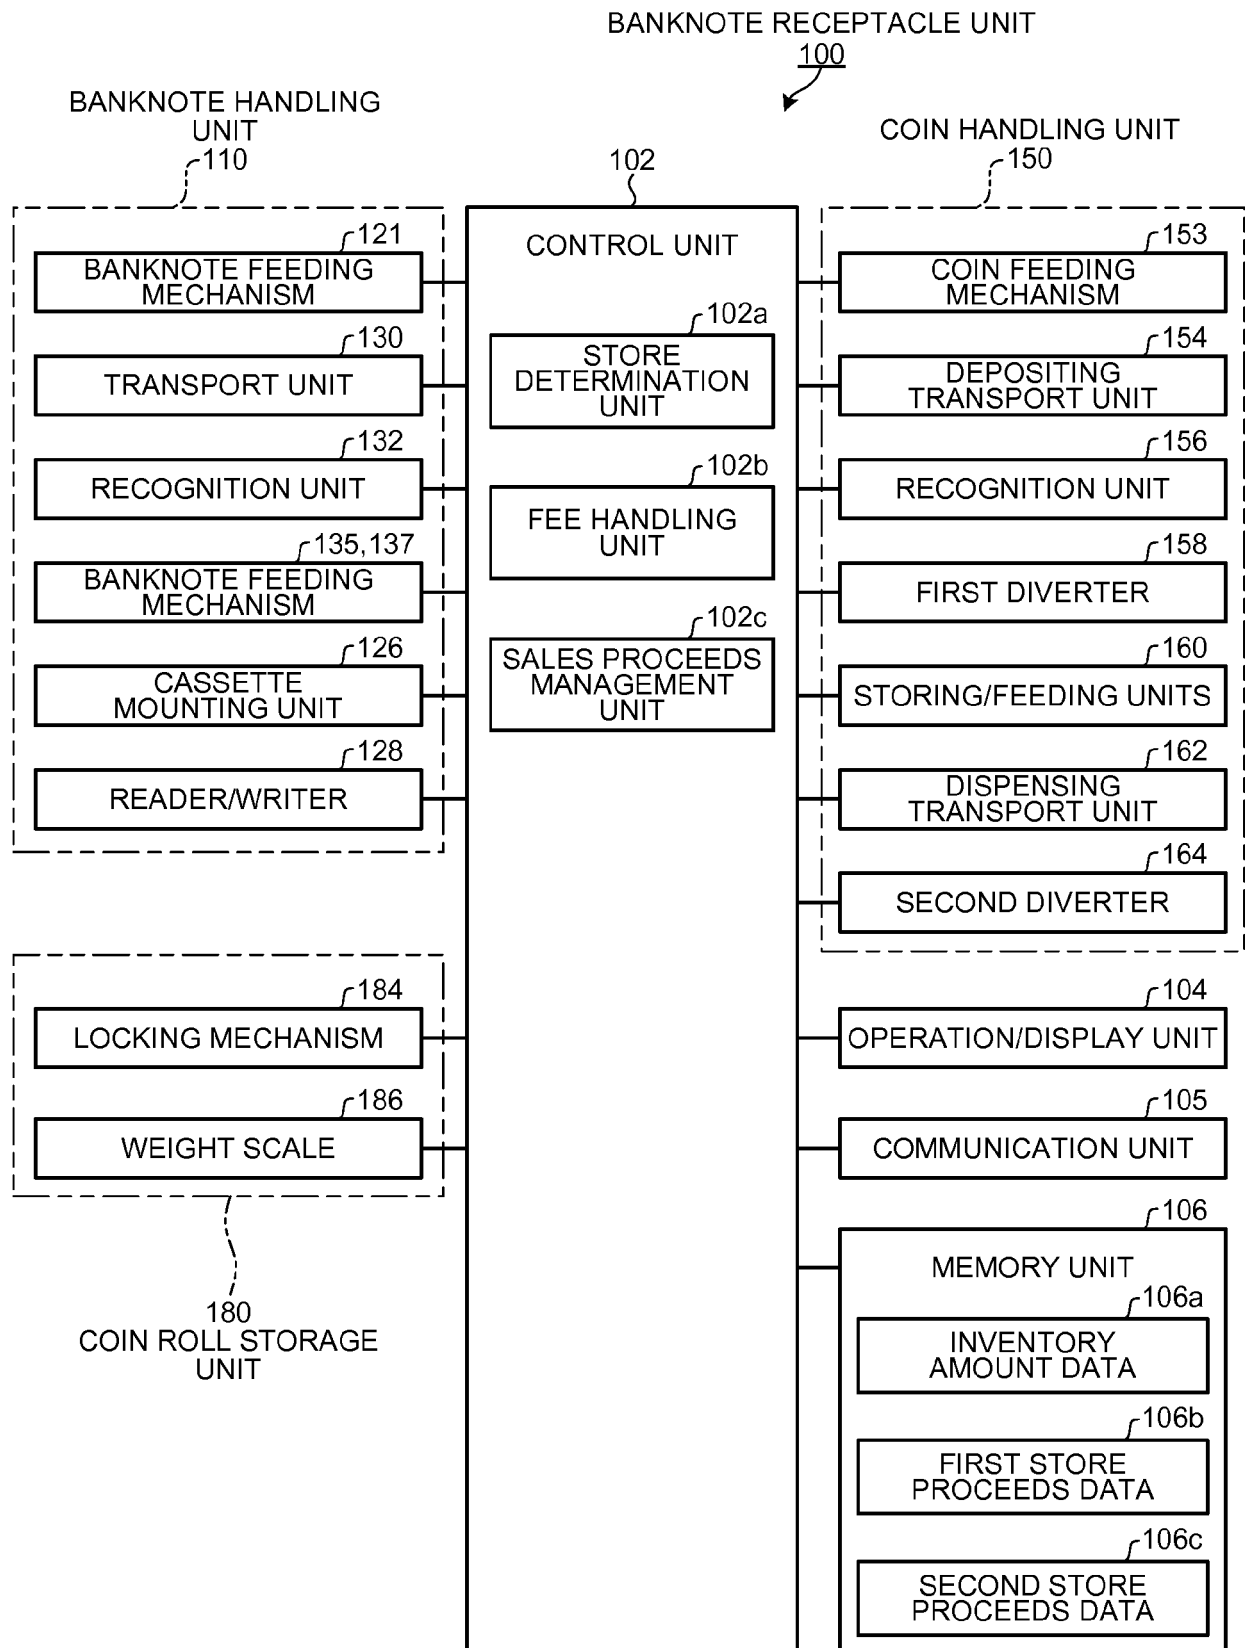 BANKNOTE RECEPTACLE UNIT
100
BANKNOTE HANDLING
UNIT
110
121
BANKNOTE FEEDING
MECHANISM
130
TRANSPORT UNIT
132
RECOGNITION UNIT
135,137
BANKNOTE FEEDING
MECHANISM
126
CASSETTE
MOUNTING UNIT
128
READER/WRITER
184
LOCKING MECHANISM
186
WEIGHT SCALE
180
COIN ROLL STORAGE
UNIT
102
CONTROL UNIT
102a
STORE
DETERMINATION
UNIT
102b
FEE HANDLING
UNIT
102c
SALES PROCEEDS
MANAGEMENT
UNIT
COIN HANDLING UNIT
150
153
COIN FEEDING
MECHANISM
154
DEPOSITING
TRANSPORT UNIT
156
RECOGNITION UNIT
158
FIRST DIVERTER
160
STORING/FEEDING UNITS
162
DISPENSING
TRANSPORT UNIT
164
SECOND DIVERTER
104
OPERATION/DISPLAY UNIT
105
COMMUNICATION UNIT
106
MEMORY UNIT
106a
INVENTORY
AMOUNT DATA
106b
FIRST STORE
PROCEEDS DATA
106c
SECOND STORE
PROCEEDS DATA